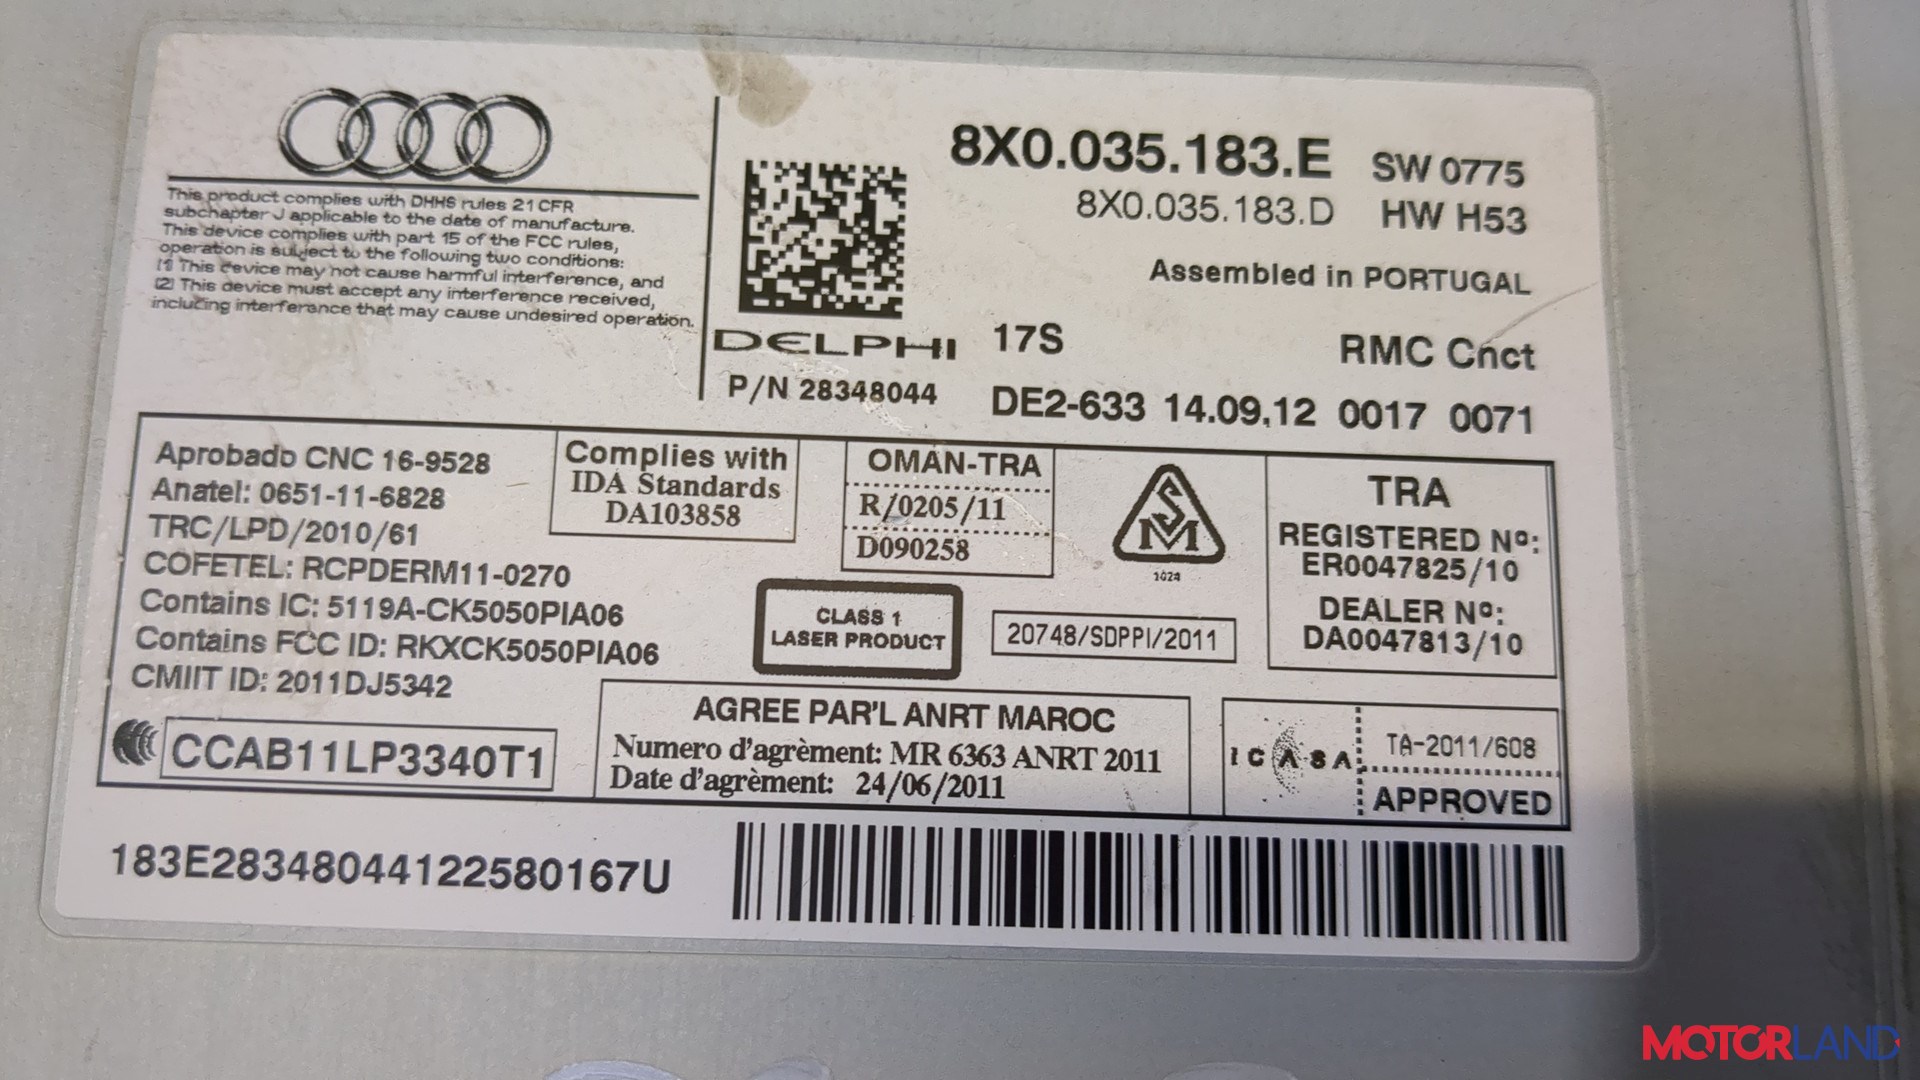 This product complies with DHHS rules 21 CFR
subchapter J applicable to the date of manufacture.
This device complies with part 15 of the FCC rules,
operation is subject to the following two conditions:
(1) This device may not cause harmful interference, and
(2) This device must accept any interference received,
including interference that may cause undesired operation.
8X0.035.183.E SW 0775
8X0.035.183.D HW H53
Assembled in PORTUGAL
DELPHI 17S RMC Cnct
P/N 28348044 DE2-633 14.09.12 0017 0071
Aprobado CNC 16-9528
Anatel: 0651-11-6828
TRC/LPD/2010/61
COFETEL: RCPDERM11-0270
Contains IC: 5119A-CK5050PIA06
Contains FCC ID: RKXCK5050PIA06
CMIIT ID: 2011DJ5342
CCAB11LP3340T1
Complies with
IDA Standards
DA103858
OMAN-TRA
R/0205/11
D090258
SM
1024
TRA
REGISTERED Nº:
ER0047825/10
DEALER Nº:
DA0047813/10
CLASS 1
LASER PRODUCT
20748/SDPPI/2011
AGREE PAR'L ANRT MAROC
Numero d'agrèment: MR 6363 ANRT 2011
Date d'agrèment: 24/06/2011
ICASA
TA-2011/608
APPROVED
183E28348044122580167U
MOTORLAND